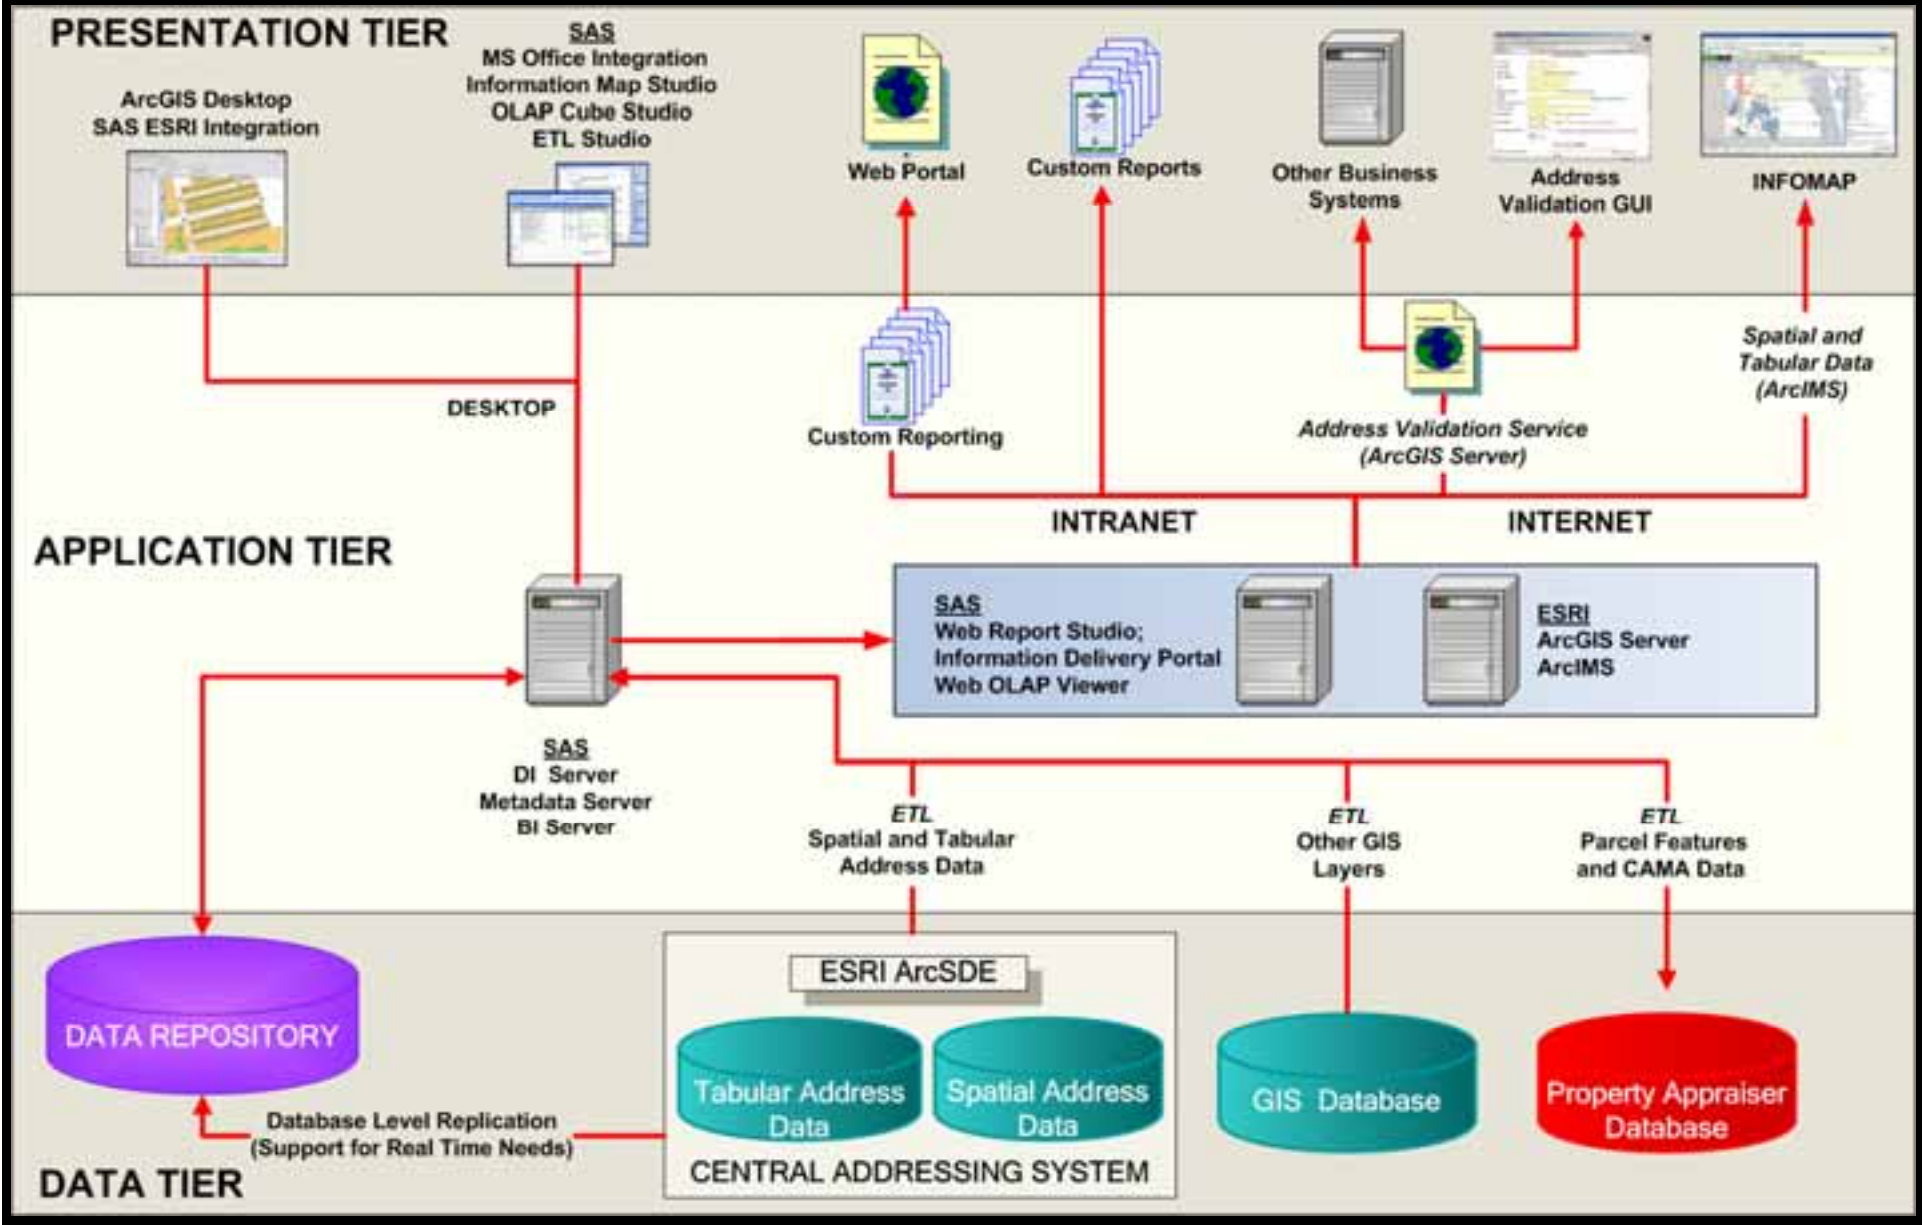 PRESENTATION TIER
ArcGIS Desktop
SAS ESRI Integration
SAS
MS Office Integration
Information Map Studio
OLAP Cube Studio
ETL Studio
Web Portal
Custom Reports
Other Business
Systems
Address
Validation GUI
INFOMAP
DESKTOP
Custom Reporting
Address Validation Service
(ArcGIS Server)
Spatial and
Tabular Data
(ArcIMS)
INTRANET
INTERNET
APPLICATION TIER
SAS
Web Report Studio;
Information Delivery Portal
Web OLAP Viewer
ESRI
ArcGIS Server
ArcIMS
SAS
DI Server
Metadata Server
BI Server
ETL
Spatial and Tabular
Address Data
ETL
Other GIS
Layers
ETL
Parcel Features
and CAMA Data
DATA REPOSITORY
ESRI ArcSDE
Tabular Address
Data
Spatial Address
Data
CENTRAL ADDRESSING SYSTEM
GIS Database
Property Appraiser
Database
Database Level Replication
(Support for Real Time Needs)
DATA TIER